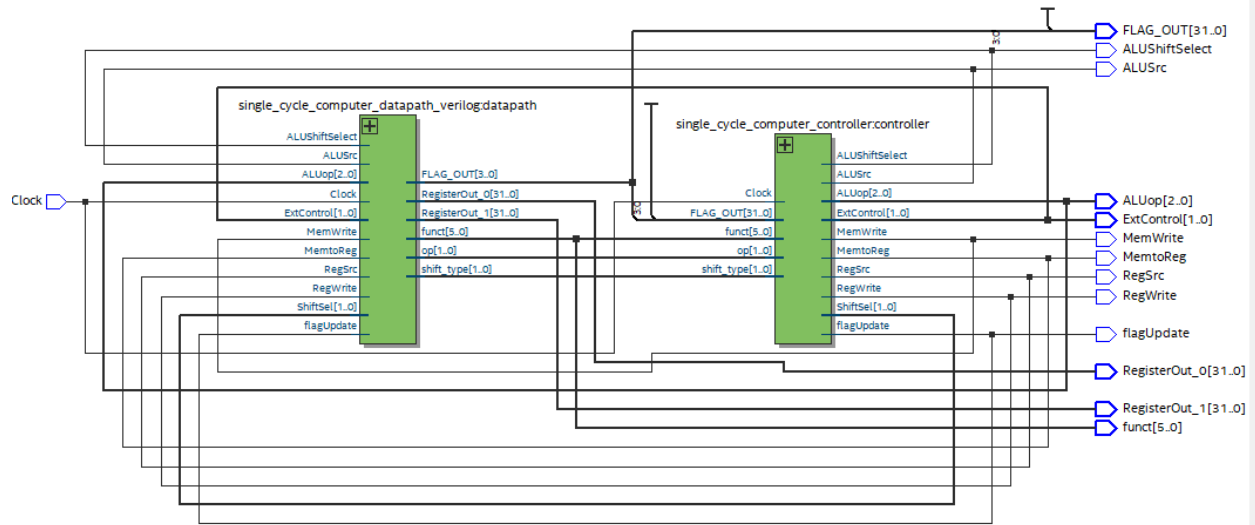 FLAG_OUT[31..0]
3:0
ALUShiftSelect
ALUSrc
single_cycle_computer_datapath_verilog:datapath
single_cycle_computer_controller:controller
ALUShiftSelect
ALUSrc
ALUop[2..0]
Clock
ExtControl[1..0]
MemWrite
MemtoReg
RegSrc
RegWrite
ShiftSel[1..0]
flagUpdate
FLAG_OUT[3..0]
RegisterOut_0[31..0]
RegisterOut_1[31..0]
funct[5..0]
op[1..0]
shift_type[1..0]
Clock
3:0
Clock
FLAG_OUT[31..0]
funct[5..0]
op[1..0]
shift_type[1..0]
ALUShiftSelect
ALUSrc
ALUop[2..0]
ExtControl[1..0]
MemWrite
MemtoReg
RegSrc
RegWrite
ShiftSel[1..0]
flagUpdate
ALUop[2..0]
ExtControl[1..0]
MemWrite
MemtoReg
RegSrc
RegWrite
flagUpdate
RegisterOut_0[31..0]
RegisterOut_1[31..0]
funct[5..0]